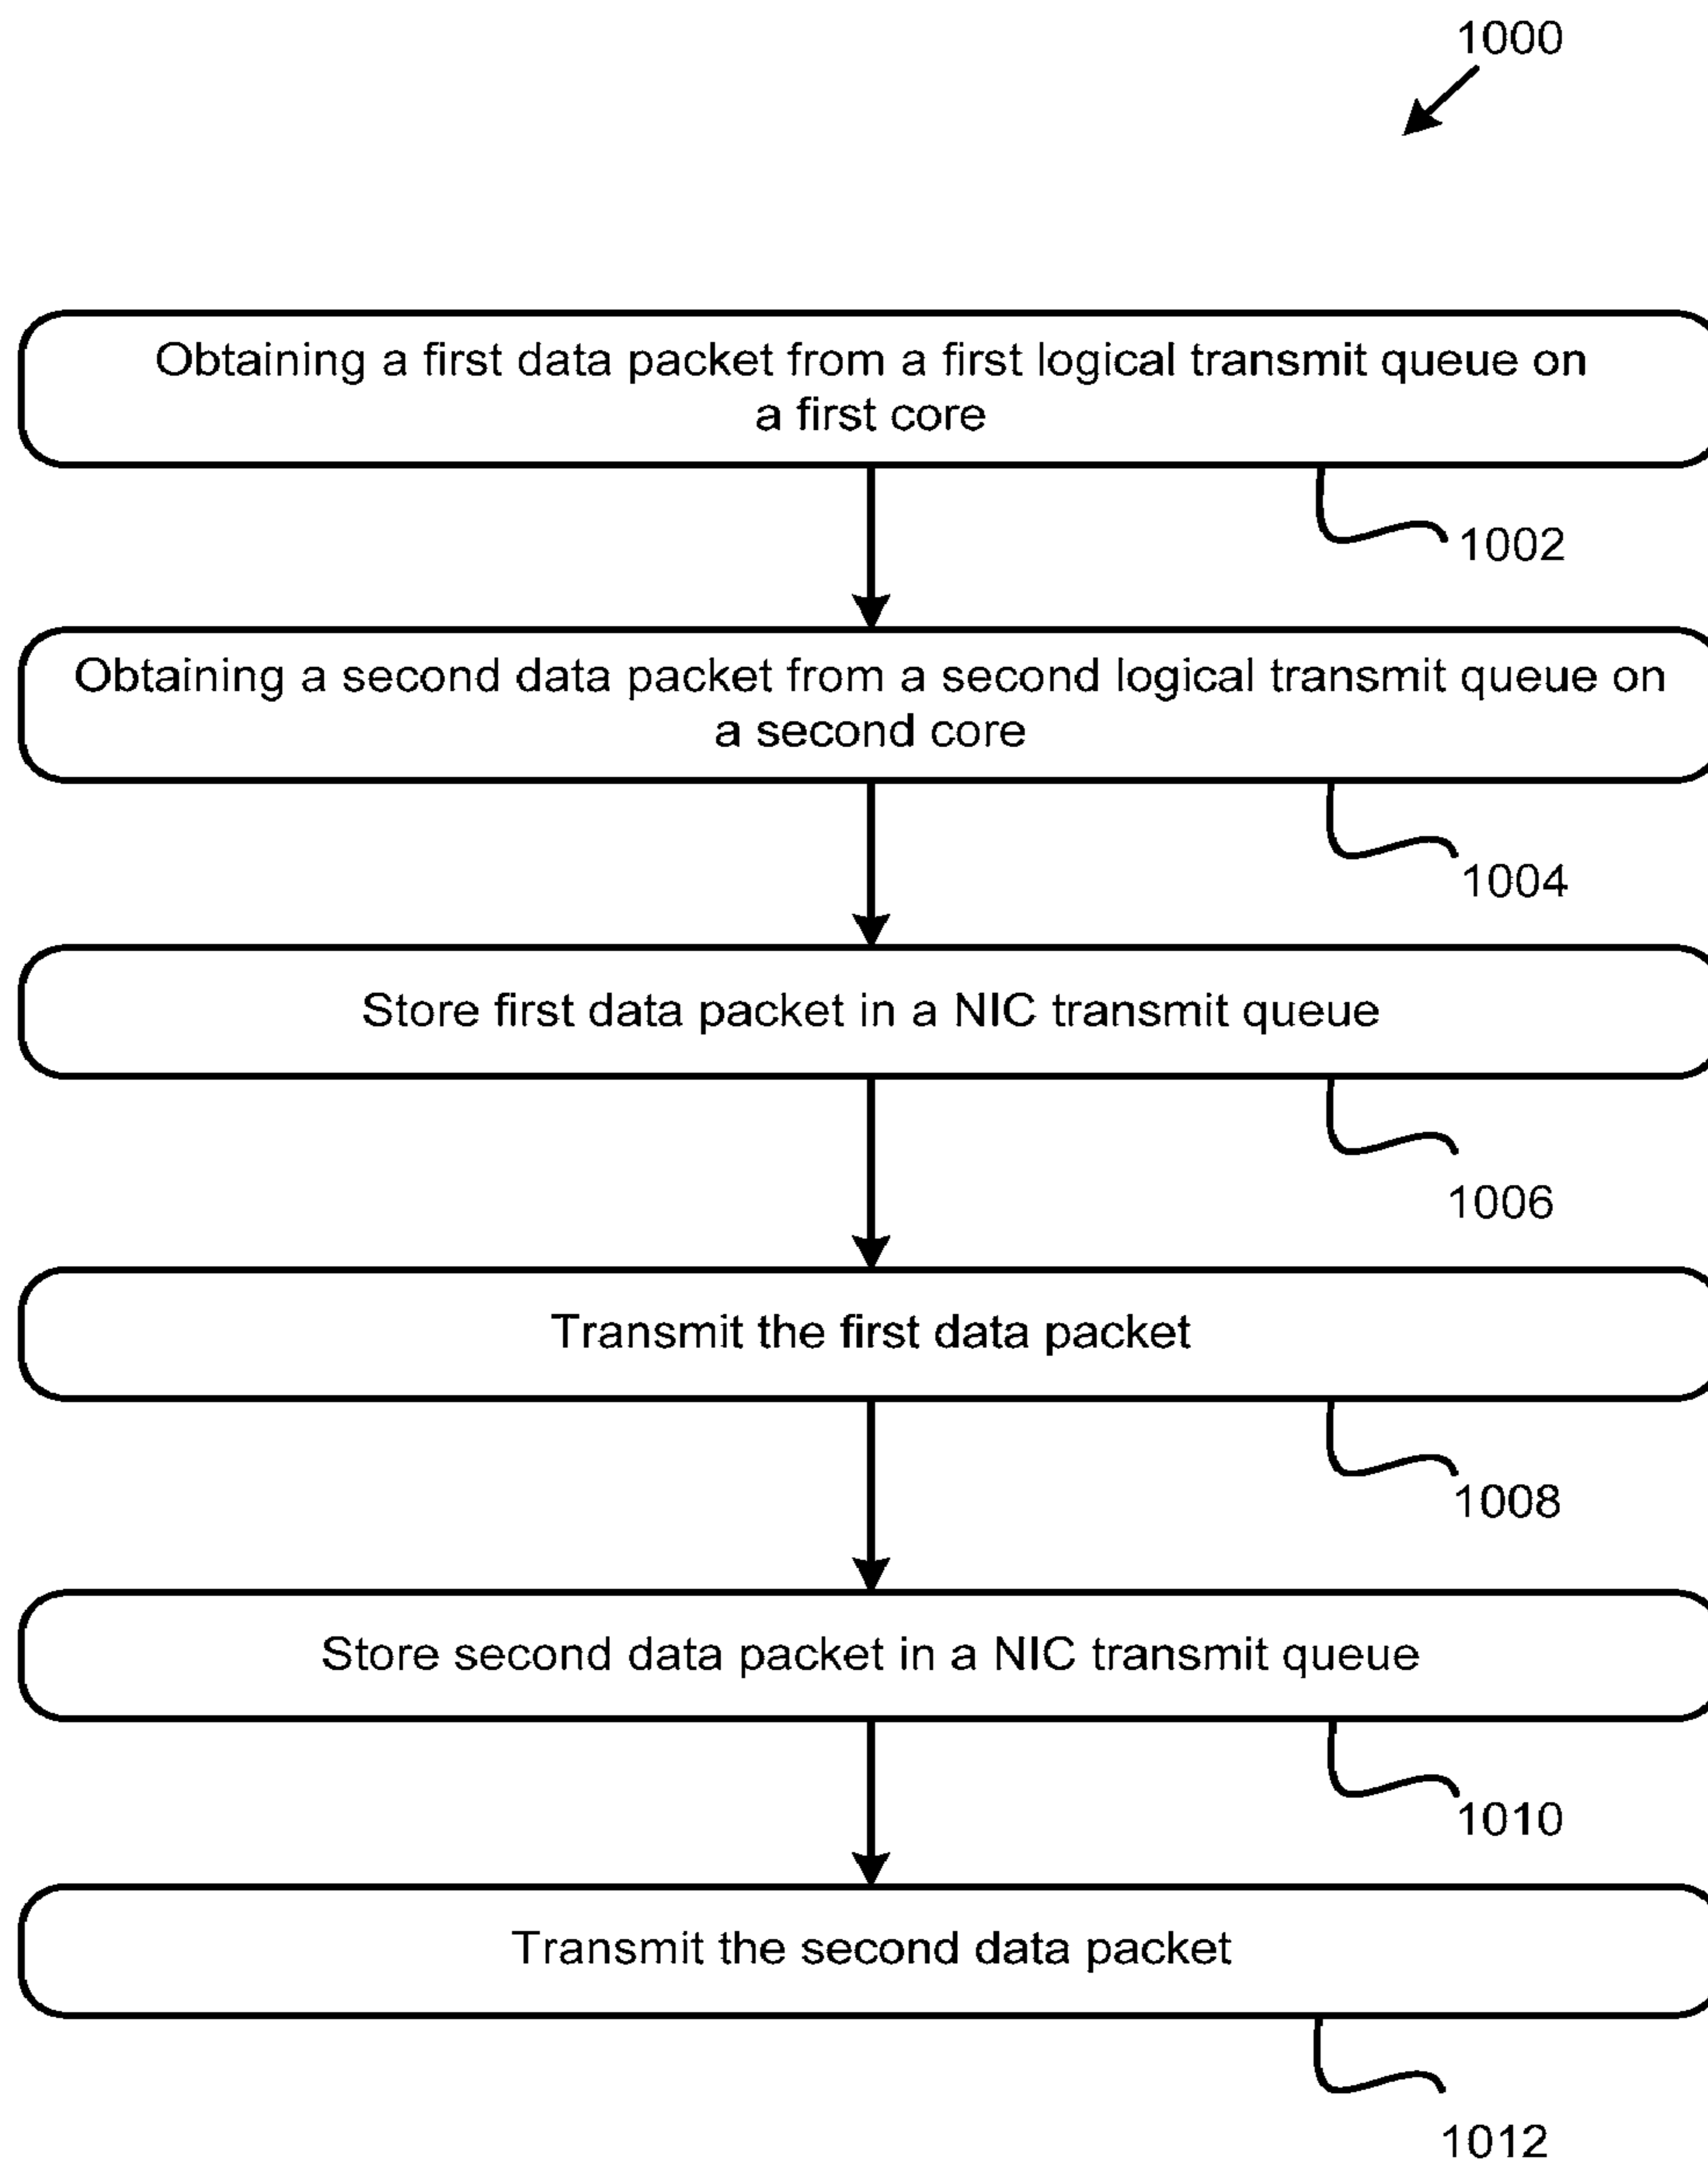 1000
Obtaining a first data packet from a first logical transmit queue on
a first core
1002
Obtaining a second data packet from a second logical transmit queue on
a second core
1004
Store first data packet in a NIC transmit queue
1006
Transmit the first data packet
1008
Store second data packet in a NIC transmit queue
1010
Transmit the second data packet
1012